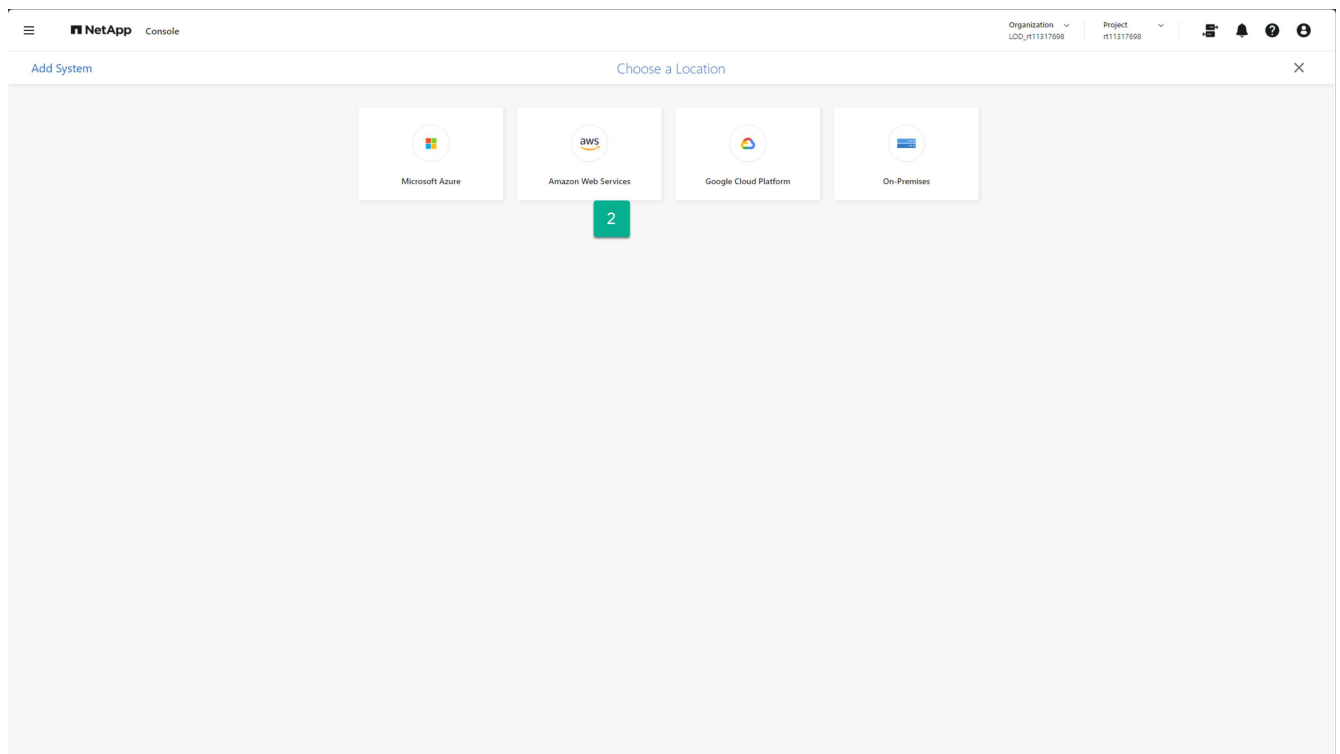 NetApp Console
Organization
LOD_rt11317698
Project
rt11317698
Add System
Choose a Location
aws
Microsoft Azure
Amazon Web Services
Google Cloud Platform
On-Premises
2